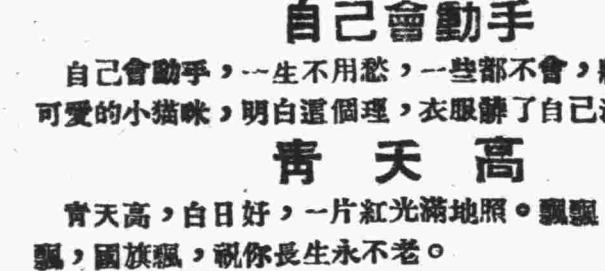 自己會動手
自己會動手，一生不用愁，一些都不會，
可愛的小猫咪，明白這個理，衣服髒了自己
青天高
青天高，白日好，一片紅光滿地照。飄飄
飄，國旗飄，祝你長生永不老。